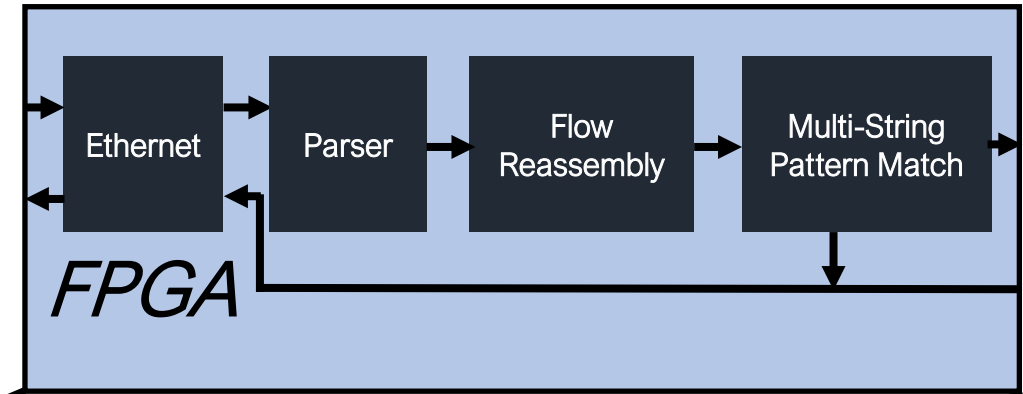 Ethernet
Parser
Flow
Reassembly
Multi-String
Pattern Match
FPGA